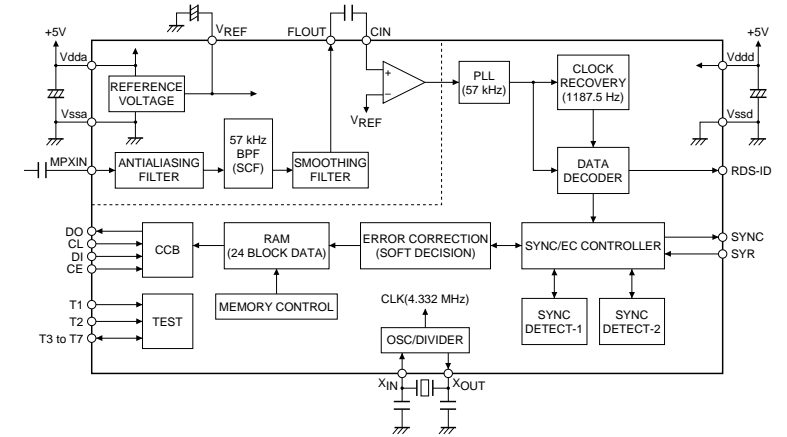 +5V
VREF
FLOUT
CIN
+5V
Vdda
Vddd
REFERENCE
VOLTAGE
+
−
VREF
PLL
(57 kHz)
CLOCK
RECOVERY
(1187.5 Hz)
Vssa
Vssd
MPXIN
ANTIALIASING
FILTER
57 kHz
BPF
(SCF)
SMOOTHING
FILTER
DATA
DECODER
RDS-ID
DO
CL
DI
CE
CCB
RAM
(24 BLOCK DATA)
ERROR CORRECTION
(SOFT DECISION)
SYNC/EC CONTROLLER
SYNC
SYR
T1
T2
T3 to T7
TEST
MEMORY CONTROL
CLK(4.332 MHz)
OSC/DIVIDER
SYNC
DETECT-1
SYNC
DETECT-2
XIN
XOUT